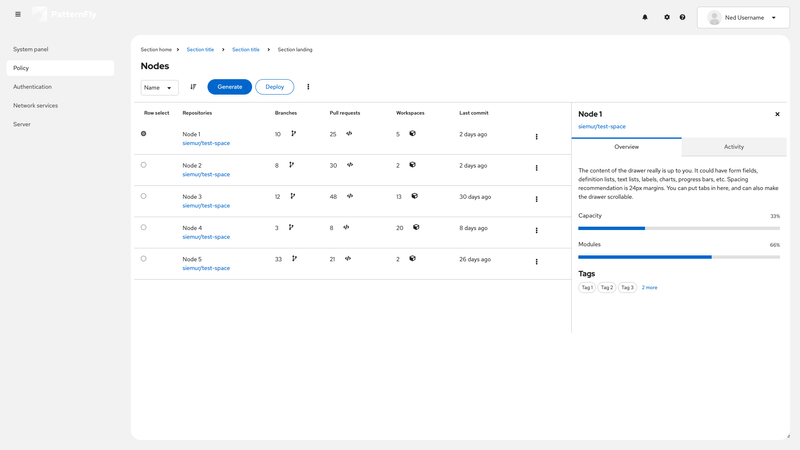 PatternFly
Ned Username
System panel
Policy
Authentication
Network services
Server
Section home
Section title
Section title
Section landing
Nodes
Name
Generate
Deploy
Row select Repositories Branches Pull requests Workspaces Last commit
Node 1 10 25 5 2 days ago
siemur/test-space
Node 2 8 30 2 2 days ago
siemur/test-space
Node 3 12 48 13 30 days ago
siemur/test-space
Node 4 3 8 20 8 days ago
siemur/test-space
Node 5 33 21 2 26 days ago
siemur/test-space
Node 1
siemur/test-space
Overview Activity
The content of the drawer really is up to you. It could have form fields,
definition lists, text lists, labels, charts, progress bars, etc. Spacing
recommendation is 24px margins. You can put tabs in here, and can also make
the drawer scrollable.
Capacity 33%
Modules 66%
Tags
Tag 1 Tag 2 Tag 3 2 more